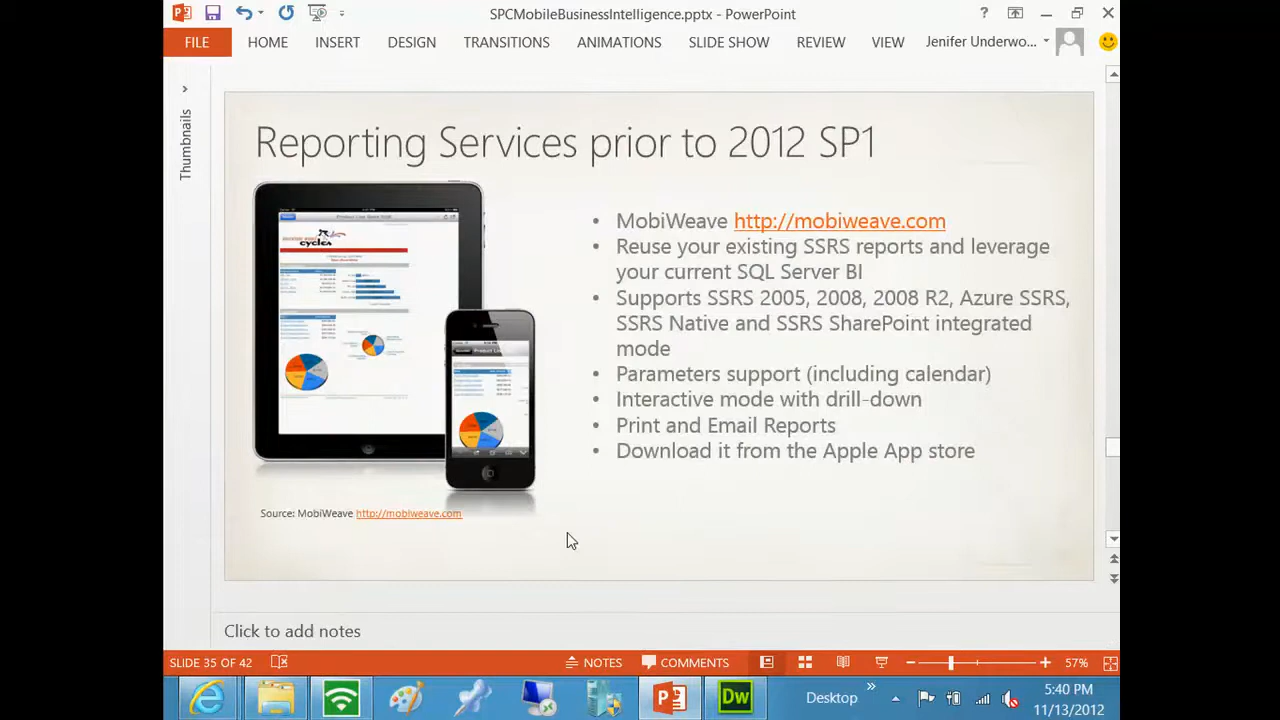 SPCMobileBusinessIntelligence.pptx - PowerPoint
?
FILE HOME INSERT DESIGN TRANSITIONS ANIMATIONS SLIDE SHOW REVIEW VIEW Jenifer Underwo...
Thumbnails
Reporting Services prior to 2012 SP1
• MobiWeave http://mobiweave.com
• Reuse your existing SSRS reports and leverage
your current SQL Server BI
• Supports SSRS 2005, 2008, 2008 R2, Azure SSRS,
SSRS Native and SSRS SharePoint integrated
mode
• Parameters support (including calendar)
• Interactive mode with drill-down
• Print and Email Reports
• Download it from the Apple App store
cycles
Source: MobiWeave http://mobiweave.com
Click to add notes
SLIDE 35 OF 42 NOTES COMMENTS 57%
Dw Desktop 5:40 PM
11/13/2012